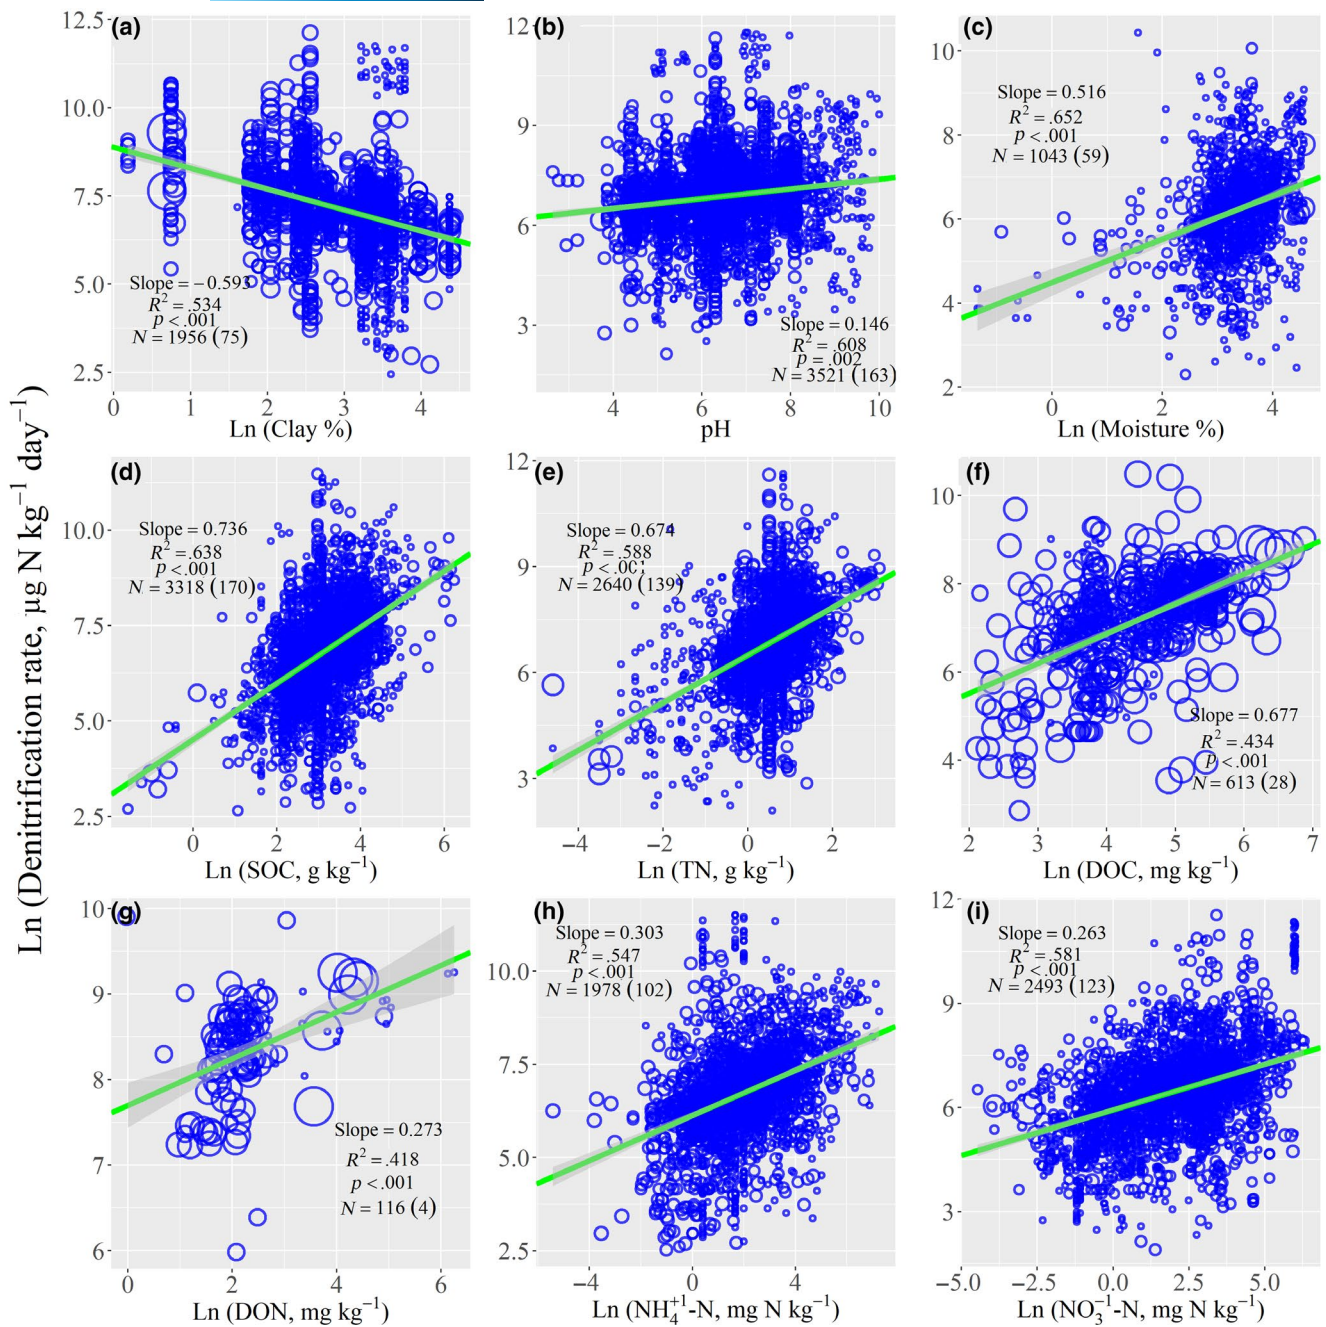 Ln (Denitrification rate, μg N kg⁻¹ day⁻¹)
(a)
12.5
10.0
7.5
5.0
2.5
Slope = −0.593
R² = .534
p < .001
N = 1956 (75)
0 1 2 3 4
Ln (Clay %)
(b)
12
9
6
3
Slope = 0.146
R² = .608
p = .002
N = 3521 (163)
4 6 8 10
pH
(c)
10
8
6
4
2
Slope = 0.516
R² = .652
p < .001
N = 1043 (59)
0 2 4
Ln (Moisture %)
(d)
10.0
7.5
5.0
2.5
Slope = 0.736
R² = .638
p < .001
N = 3318 (170)
0 2 4 6
Ln (SOC, g kg⁻¹)
(e)
12
9
6
3
Slope = 0.674
R² = .588
p < .001
N = 2640 (139)
−4 −2 0 2
Ln (TN, g kg⁻¹)
(f)
10
8
6
4
Slope = 0.677
R² = .434
p < .001
N = 613 (28)
2 3 4 5 6 7
Ln (DOC, mg kg⁻¹)
(g)
10
9
8
7
6
Slope = 0.273
R² = .418
p < .001
N = 116 (4)
0 2 4 6
Ln (DON, mg kg⁻¹)
(h)
10.0
7.5
5.0
2.5
Slope = 0.303
R² = .547
p < .001
N = 1978 (102)
−4 0 4
Ln (NH₄⁺¹-N, mg N kg⁻¹)
(i)
12
9
6
3
Slope = 0.263
R² = .581
p < .001
N = 2493 (123)
−5.0 −2.5 0.0 2.5 5.0
Ln (NO₃⁻¹-N, mg N kg⁻¹)